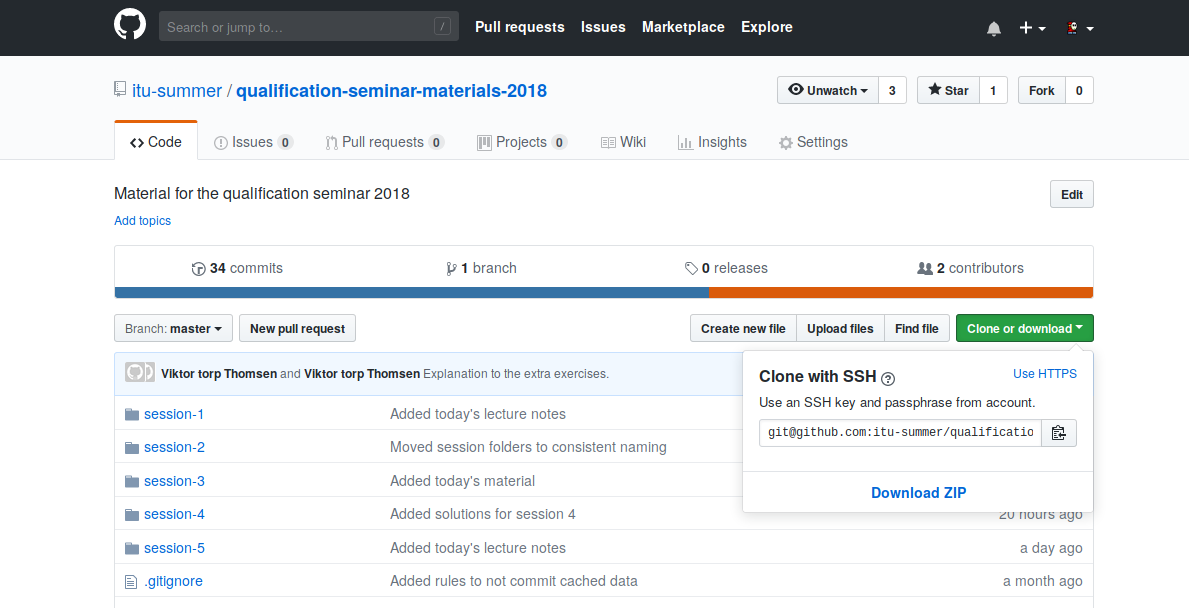 Search or jump to… / Pull requests Issues Marketplace Explore
itu-summer / qualification-seminar-materials-2018 Unwatch 3 Star 1 Fork 0
Code Issues 0 Pull requests 0 Projects 0 Wiki Insights Settings
Material for the qualification seminar 2018 Edit
Add topics
34 commits 1 branch 0 releases 2 contributors
Branch: master New pull request Create new file Upload files Find file Clone or download
Viktor torp Thomsen and Viktor torp Thomsen Explanation to the extra exercises.
Clone with SSH ? Use HTTPS
Use an SSH key and passphrase from account.
git@github.com:itu-summer/qualificatio
Download ZIP
session-1 Added today's lecture notes
session-2 Moved session folders to consistent naming
session-3 Added today's material
session-4 Added solutions for session 4 20 hours ago
session-5 Added today's lecture notes a day ago
.gitignore Added rules to not commit cached data a month ago